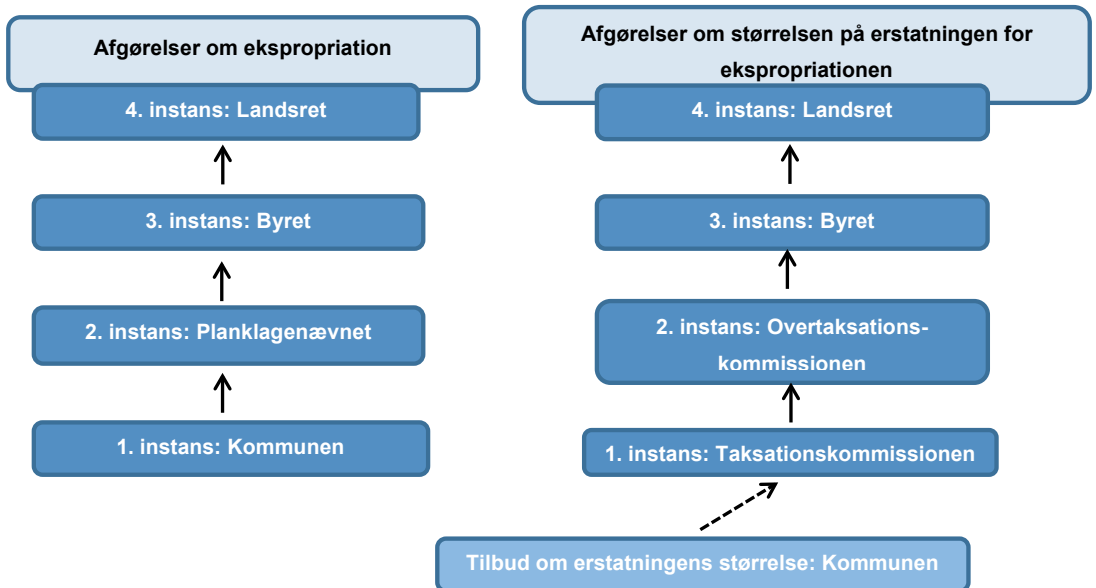 Afgørelser om ekspropriation
4. instans: Landsret
3. instans: Byret
2. instans: Planklagenævnet
1. instans: Kommunen
Afgørelser om størrelsen på erstatningen for
ekspropriationen
4. instans: Landsret
3. instans: Byret
2. instans: Overtaksations-
kommissionen
1. instans: Taksationskommissionen
Tilbud om erstatningens størrelse: Kommunen